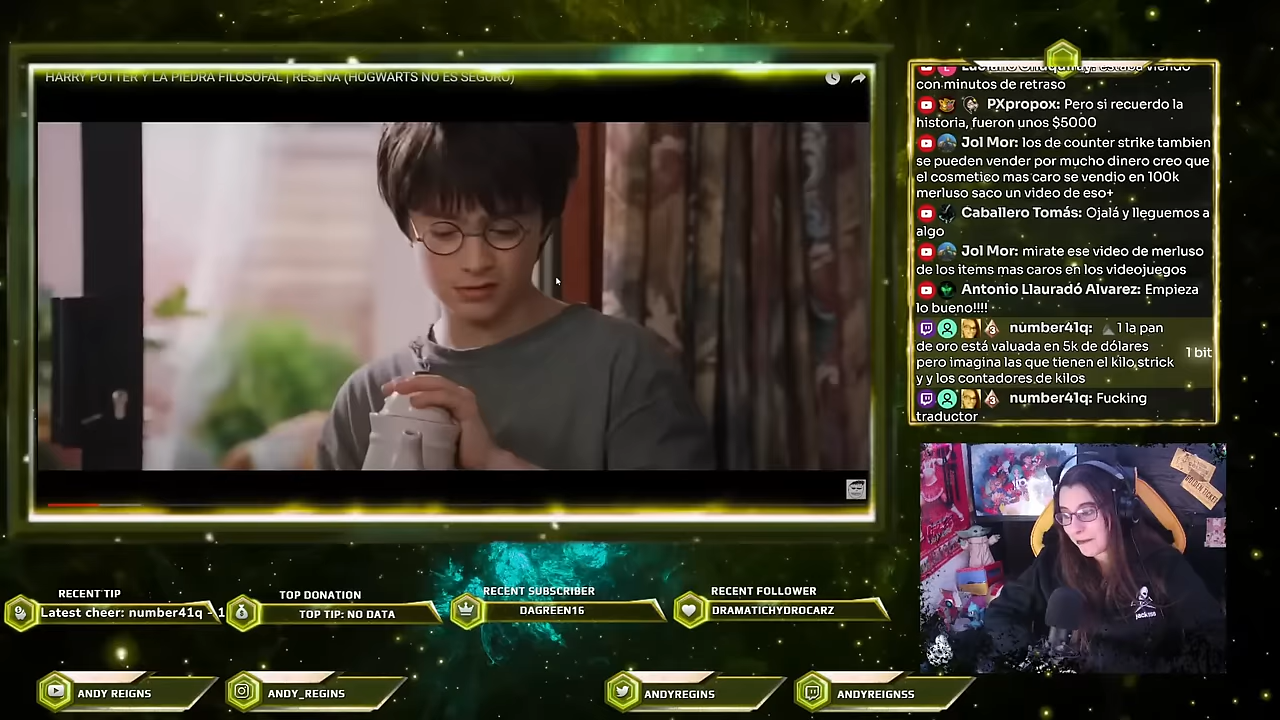 HARRY POTTER Y LA PIEDRA FILOSOFAL | RESEÑA (HOGWARTS NO ES SEGURO)
viendo
con minutos de retraso
PXpropox: Pero si recuerdo la
historia, fueron unos $5000
Jol Mor: los de counter strike tambien
se pueden vender por mucho dinero creo que
el cosmetico mas caro se vendio en 100k
merluso saco un video de eso+
Caballero Tomás: Ojalá y lleguemos a
algo
Jol Mor: mirate ese video de merluso
de los items mas caros en los videojuegos
Antonio Llauradó Alvarez: Empieza
lo bueno!!!!
number41q: 1 la pan
de oro está valuada en 5k de dólares
pero imagina las que tienen el kilo strick
y y los contadores de kilos
1 bit
number41q: Fucking
traductor
jackass
RECENT TIP
Latest cheer: number41q - 1
TOP DONATION
TOP TIP: NO DATA
RECENT SUBSCRIBER
DAGREEN16
RECENT FOLLOWER
DRAMATICHYDROCARZ
ANDY REIGNS
ANDY_REGINS
ANDYREGINS
ANDYREIGNSS